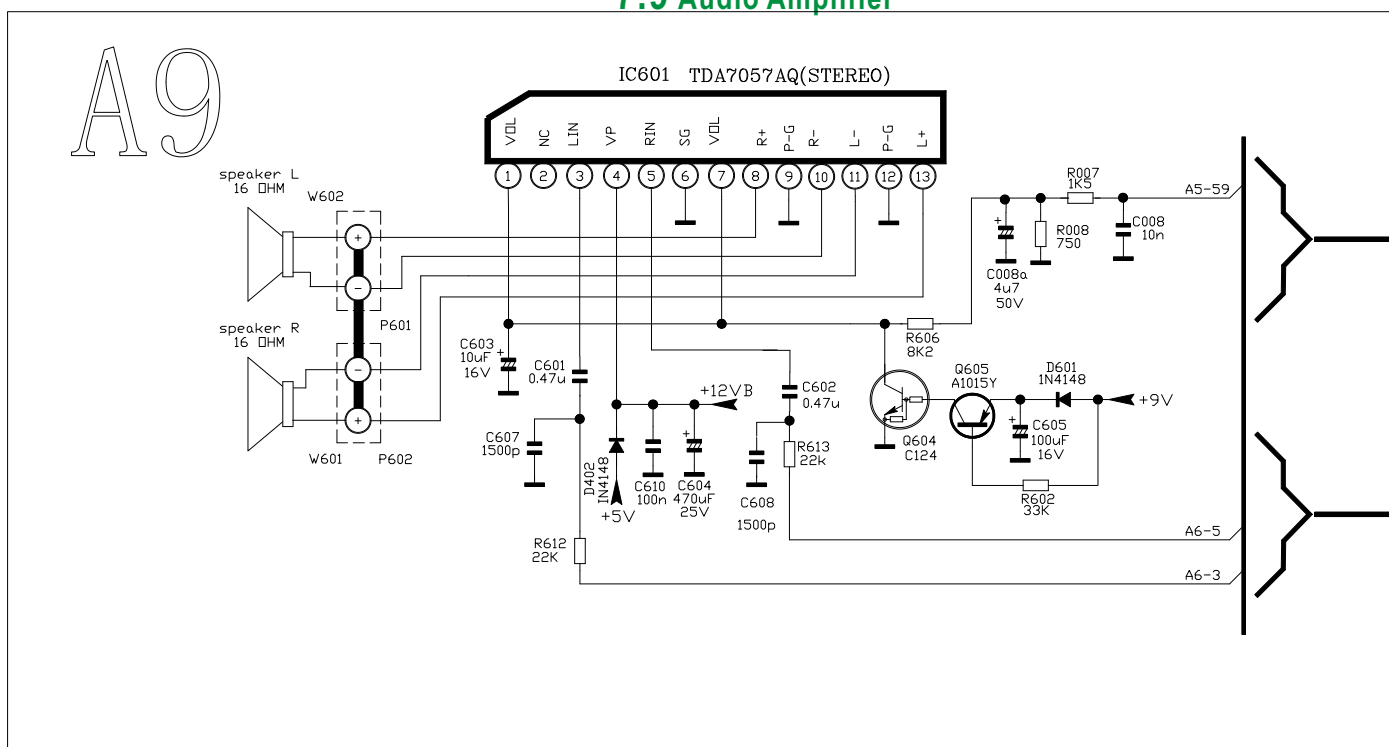 7.9 Audio Amplifier
A9
IC601 TDA7057AQ(STEREO)
VOL
NC
LIN
VP
RIN
SG
VOL
R+
P-G
R-
L-
P-G
L+
1
2
3
4
5
6
7
8
9
10
11
12
13
speaker L
16 OHM
W602
+
-
P601
speaker R
16 OHM
-
+
W601
P602
R007
1K5
A5-59
R008
750
C008
10n
+
C008a
4u7
50V
R606
8K2
C603
10uF
16V
+
C601
0.47u
+12VB
C602
0.47u
Q605
A1015Y
D601
1N4148
+9V
C607
1500p
D402
IN4148
+5V
C610
100n
+
C604
470uF
25V
C608
1500p
R613
22k
Q604
C124
+
C605
100uF
16V
R602
33K
R612
22K
A6-5
A6-3